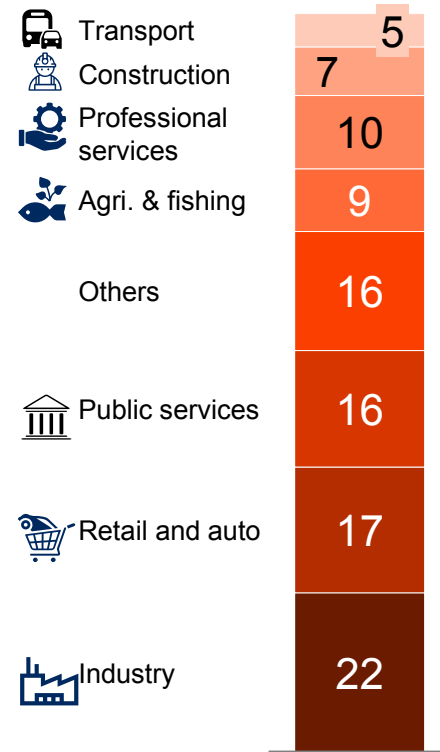 Transport 5
Construction 7
Professional
services 10
Agri. & fishing 9
Others 16
Public services 16
Retail and auto 17
Industry 22